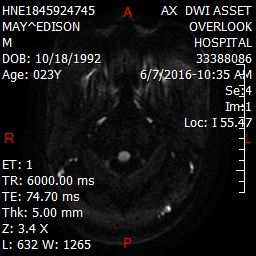 HNE1845924745
MAY^EDISON
M
DOB: 10/18/1992
Age: 023Y
A
AX DWI ASSET
OVERLOOK
HOSPITAL
33388086
6/7/2016-10:35 AM
Se:4
Im:1
Loc: I 55.47
R
L
ET: 1
TR: 6000.00 ms
TE: 74.70 ms
Thk: 5.00 mm
Z: 3.4 X
L: 632 W: 1265
P